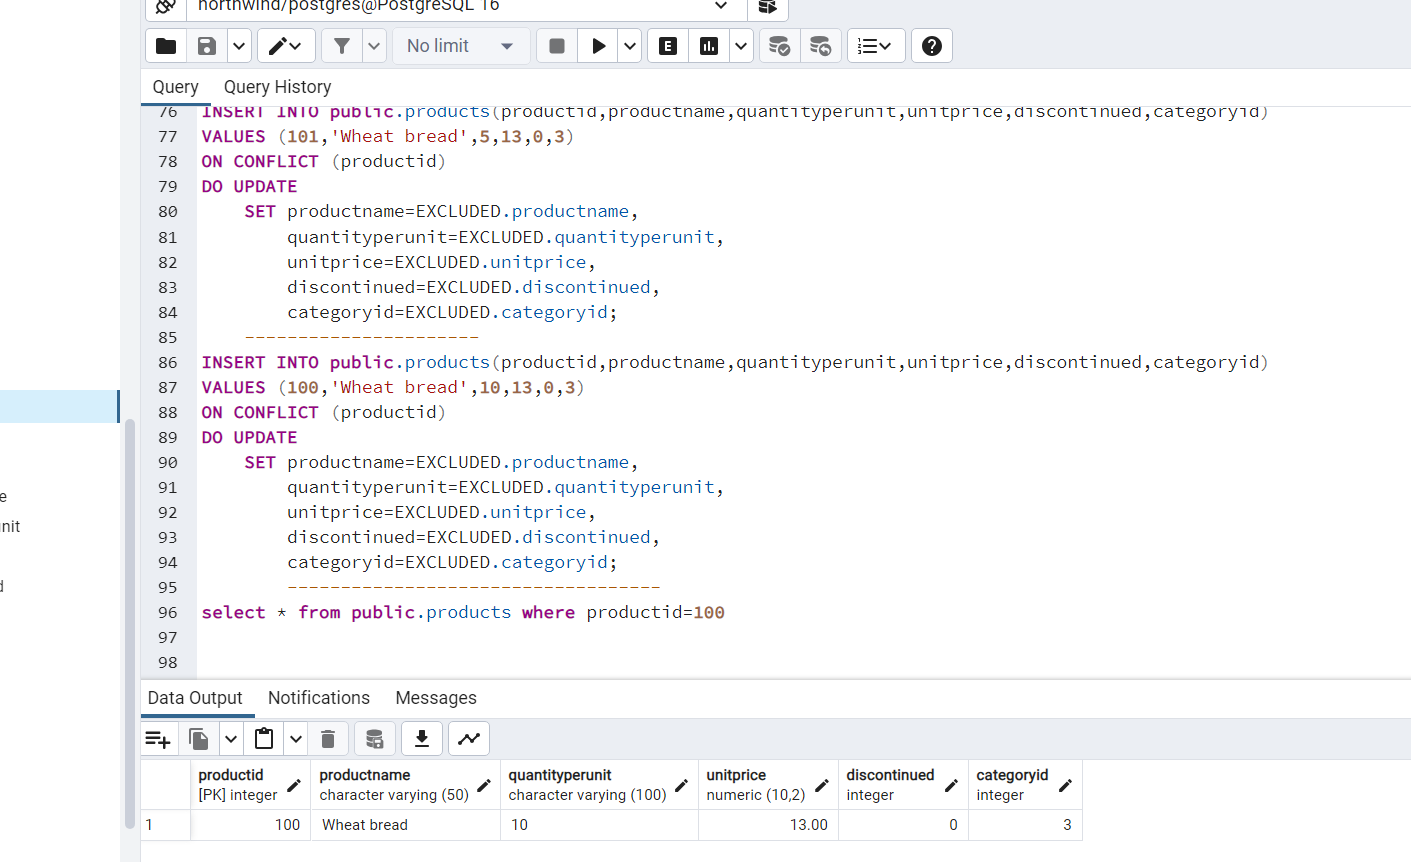 northwind/postgres@PostgreSQL 16
No limit
E
Query Query History
76 INSERT INTO public.products(productid,productname,quantityperunit,unitprice,discontinued,categoryid)
77 VALUES (101,'Wheat bread',5,13,0,3)
78 ON CONFLICT (productid)
79 DO UPDATE
80 SET productname=EXCLUDED.productname,
81 quantityperunit=EXCLUDED.quantityperunit,
82 unitprice=EXCLUDED.unitprice,
83 discontinued=EXCLUDED.discontinued,
84 categoryid=EXCLUDED.categoryid;
85 ----------------------
86 INSERT INTO public.products(productid,productname,quantityperunit,unitprice,discontinued,categoryid)
87 VALUES (100,'Wheat bread',10,13,0,3)
88 ON CONFLICT (productid)
89 DO UPDATE
90 SET productname=EXCLUDED.productname,
91 quantityperunit=EXCLUDED.quantityperunit,
92 unitprice=EXCLUDED.unitprice,
93 discontinued=EXCLUDED.discontinued,
94 categoryid=EXCLUDED.categoryid;
95 -----------------------------------
96 select * from public.products where productid=100
97
98
Data Output Notifications Messages
productid productname quantityperunit unitprice discontinued categoryid
[PK] integer character varying (50) character varying (100) numeric (10,2) integer integer
1 100 Wheat bread 10 13.00 0 3